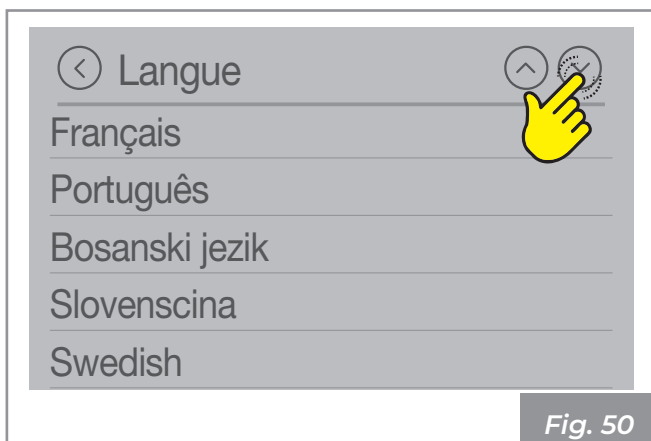 Langue
Français
Português
Bosanski jezik
Slovenscina
Swedish
Fig. 50